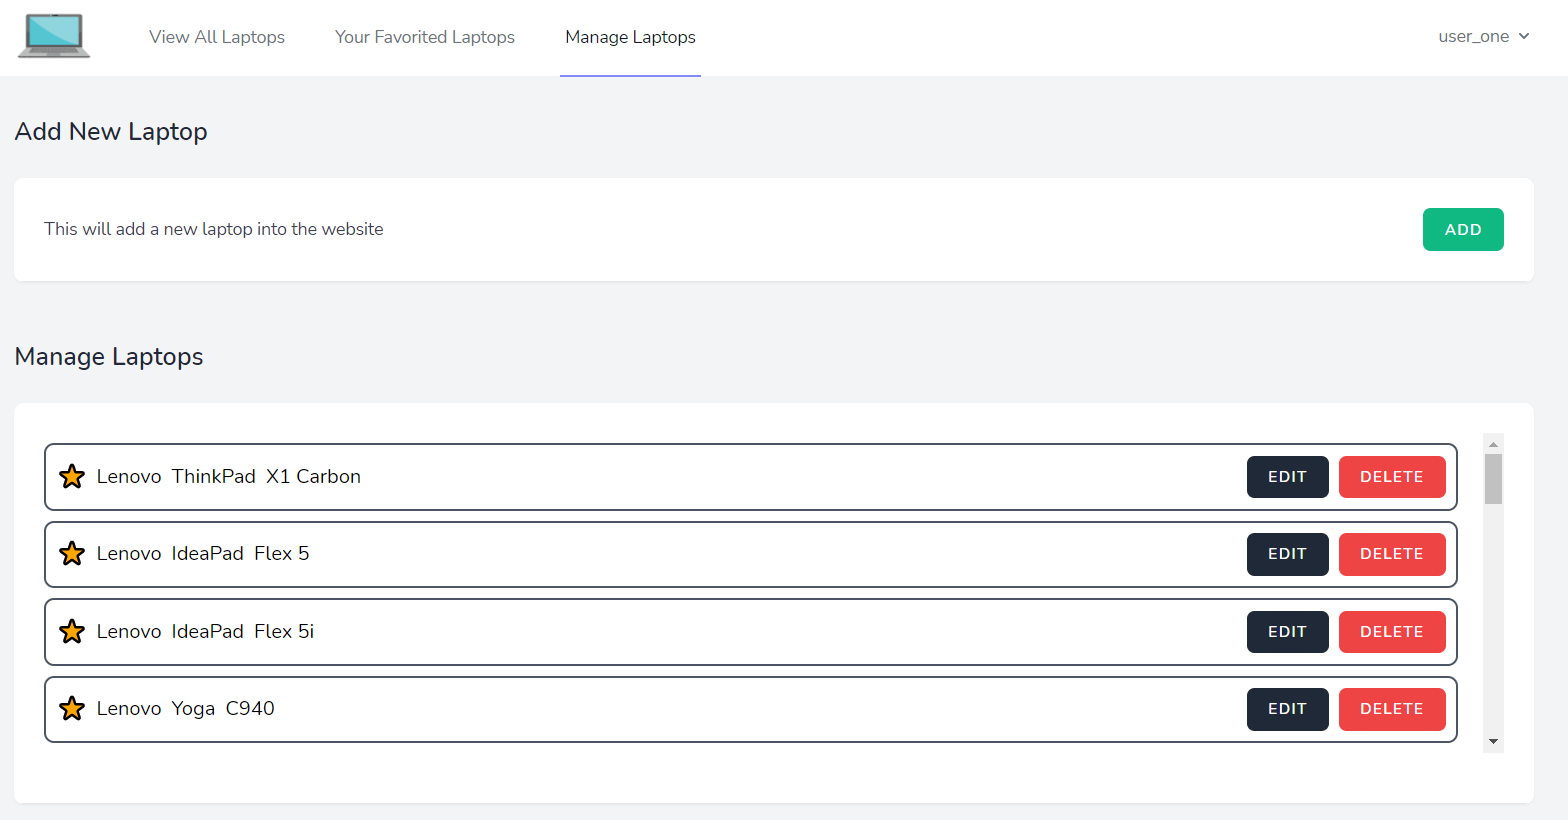 View All Laptops Your Favorited Laptops Manage Laptops user_one
Add New Laptop
This will add a new laptop into the website ADD
Manage Laptops
Lenovo ThinkPad X1 Carbon EDIT DELETE
Lenovo IdeaPad Flex 5 EDIT DELETE
Lenovo IdeaPad Flex 5i EDIT DELETE
Lenovo Yoga C940 EDIT DELETE